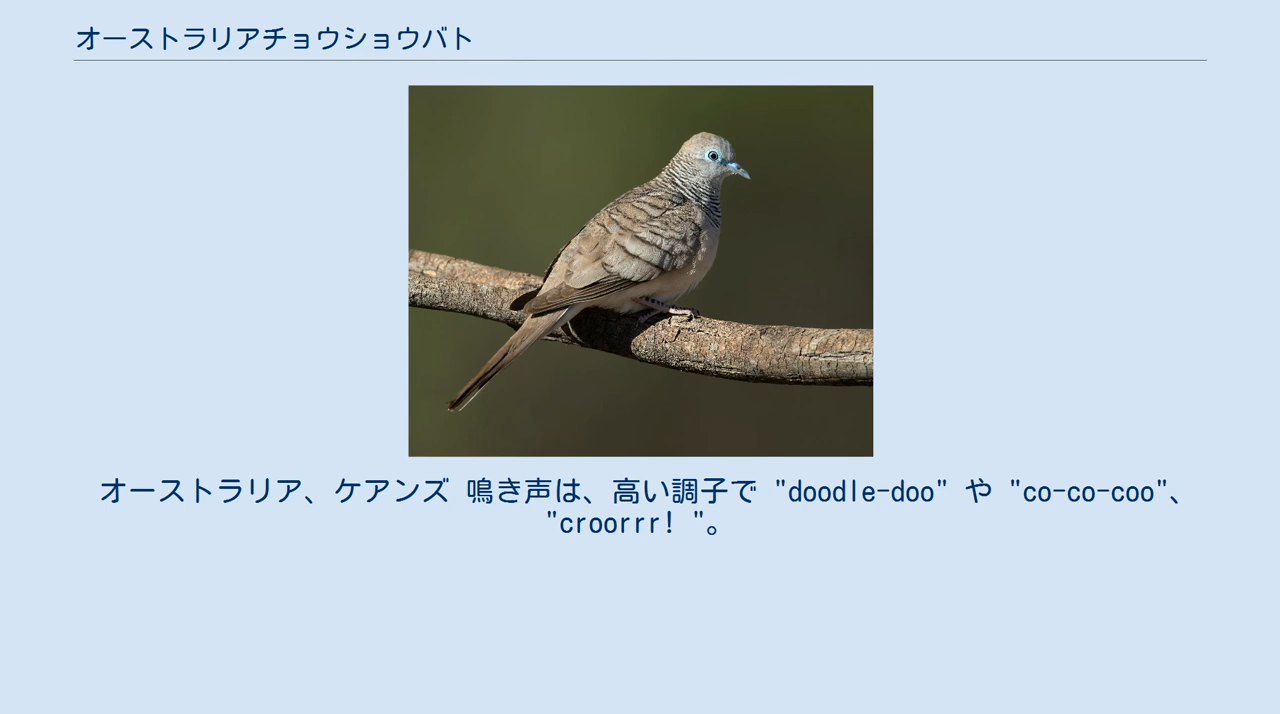 オーストラリアチョウショウバト
オーストラリア、ケアンズ 鳴き声は、高い調子で "doodle-doo" や "co-co-coo"、
"croorrr! "。